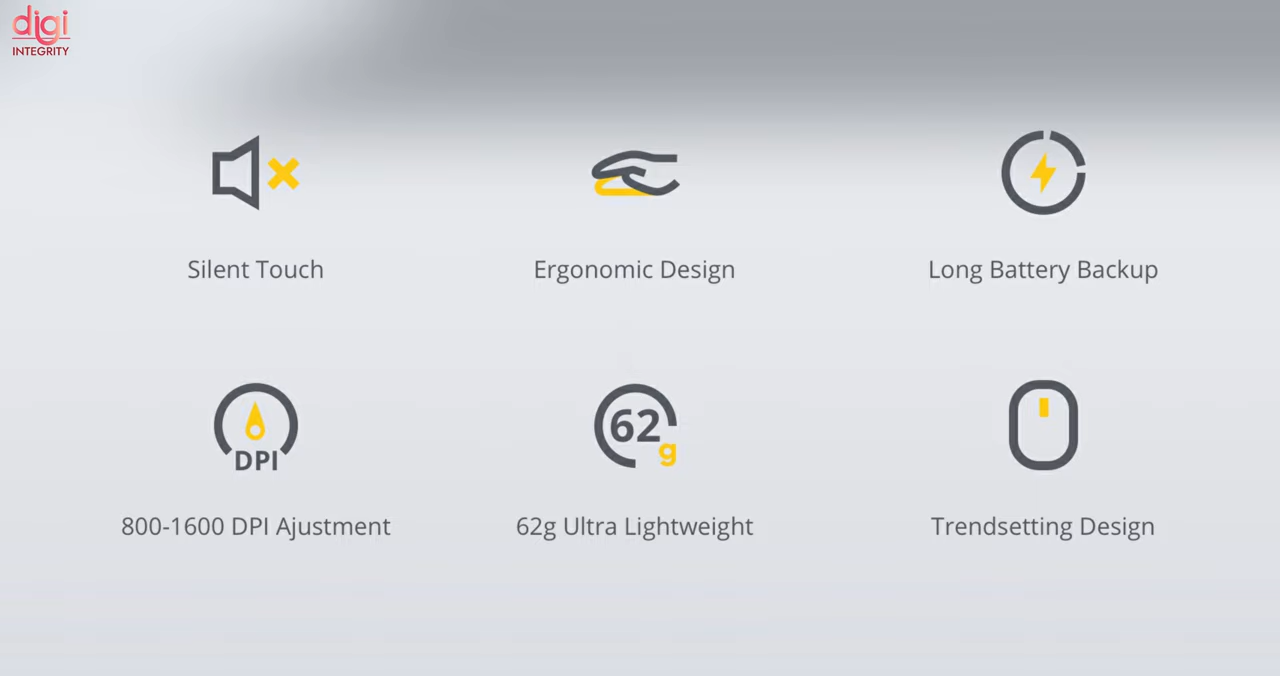 digi
INTEGRITY
Silent Touch
Ergonomic Design
Long Battery Backup
DPI
62
g
800-1600 DPI Ajustment
62g Ultra Lightweight
Trendsetting Design